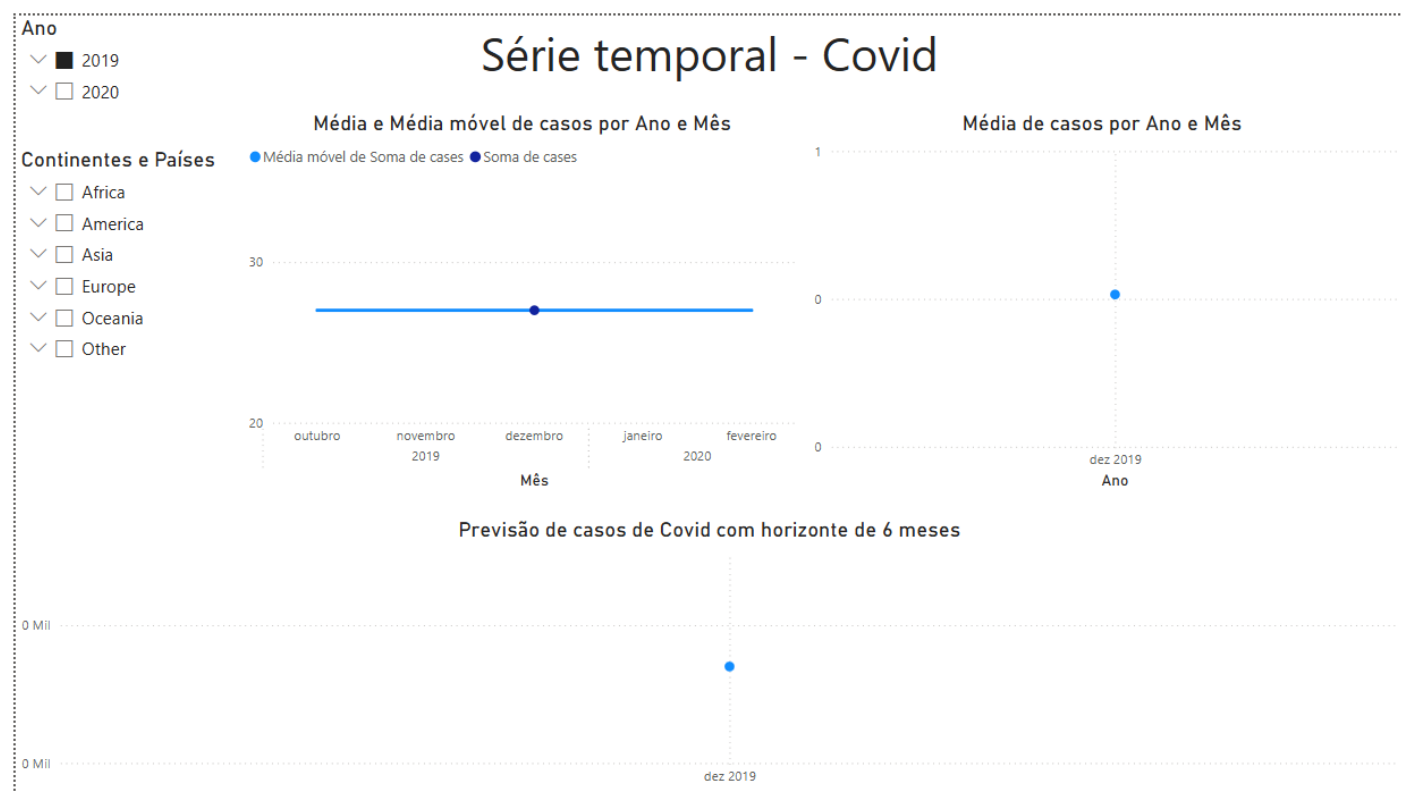 Ano
2019
2020
Série temporal - Covid
Continentes e Países
Africa
America
Asia
Europe
Oceania
Other
Média e Média móvel de casos por Ano e Mês
Média móvel de Soma de cases Soma de cases
30
20
outubro novembro dezembro janeiro fevereiro
2019 2020
Mês
Média de casos por Ano e Mês
1
0
0
dez 2019
Ano
Previsão de casos de Covid com horizonte de 6 meses
0 Mil
0 Mil
dez 2019